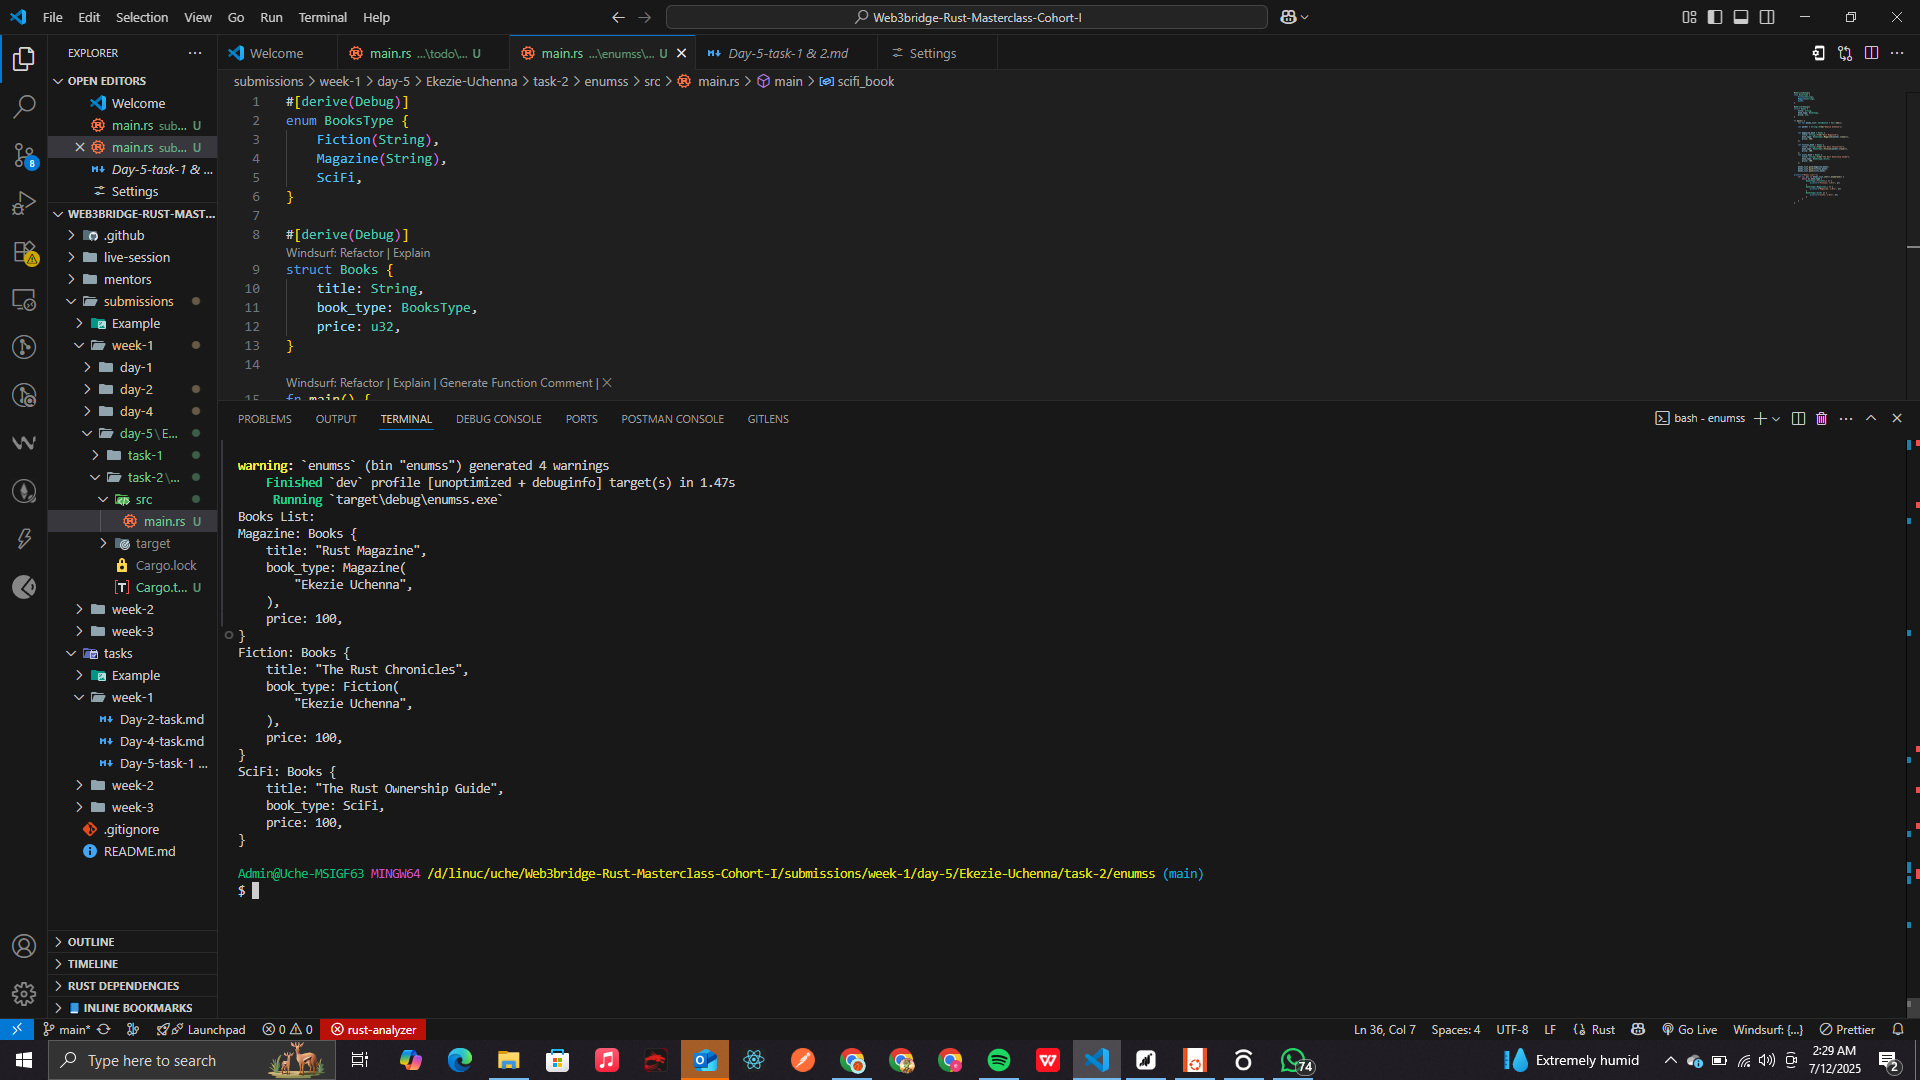 File Edit Selection View Go Run Terminal Help
Web3bridge-Rust-Masterclass-Cohort-I
EXPLORER
OPEN EDITORS
Welcome
main.rs sub... U
main.rs sub... U
Day-5-task-1 & ...
Settings
WEB3BRIDGE-RUST-MAST...
.github
live-session
mentors
submissions
Example
week-1
day-1
day-2
day-4
day-5 \ E...
task-1
task-2 \ ...
src
main.rs U
target
Cargo.lock
Cargo.t... U
week-2
week-3
tasks
Example
week-1
Day-2-task.md
Day-4-task.md
Day-5-task-1 ...
week-2
week-3
.gitignore
README.md
OUTLINE
TIMELINE
RUST DEPENDENCIES
INLINE BOOKMARKS
Welcome
main.rs ...\todo\... U
main.rs ...\enumss\... U
Day-5-task-1 & 2.md
Settings
submissions > week-1 > day-5 > Ekezie-Uchenna > task-2 > enumss > src > main.rs > main > scifi_book
1 #[derive(Debug)]
2 enum BooksType {
3 Fiction(String),
4 Magazine(String),
5 SciFi,
6 }
7
8 #[derive(Debug)]
Windsurf: Refactor | Explain
9 struct Books {
10 title: String,
11 book_type: BooksType,
12 price: u32,
13 }
14
Windsurf: Refactor | Explain | Generate Function Comment | X
15 fn main() {
PROBLEMS OUTPUT TERMINAL DEBUG CONSOLE PORTS POSTMAN CONSOLE GITLENS
bash - enumss
warning: `enumss` (bin "enumss") generated 4 warnings
Finished `dev` profile [unoptimized + debuginfo] target(s) in 1.47s
Running `target\debug\enumss.exe`
Books List:
Magazine: Books {
title: "Rust Magazine",
book_type: Magazine(
"Ekezie Uchenna",
),
price: 100,
}
Fiction: Books {
title: "The Rust Chronicles",
book_type: Fiction(
"Ekezie Uchenna",
),
price: 100,
}
SciFi: Books {
title: "The Rust Ownership Guide",
book_type: SciFi,
price: 100,
}
Admin@Uche-MSIGF63 MINGW64 /d/linuc/uche/Web3bridge-Rust-Masterclass-Cohort-I/submissions/week-1/day-5/Ekezie-Uchenna/task-2/enumss (main)
$
8
main* Launchpad 0 0 rust-analyzer
Ln 36, Col 7 Spaces: 4 UTF-8 LF Rust Go Live Windsurf: {...} Prettier
Type here to search
74
Extremely humid
2:29 AM
7/12/2025
2